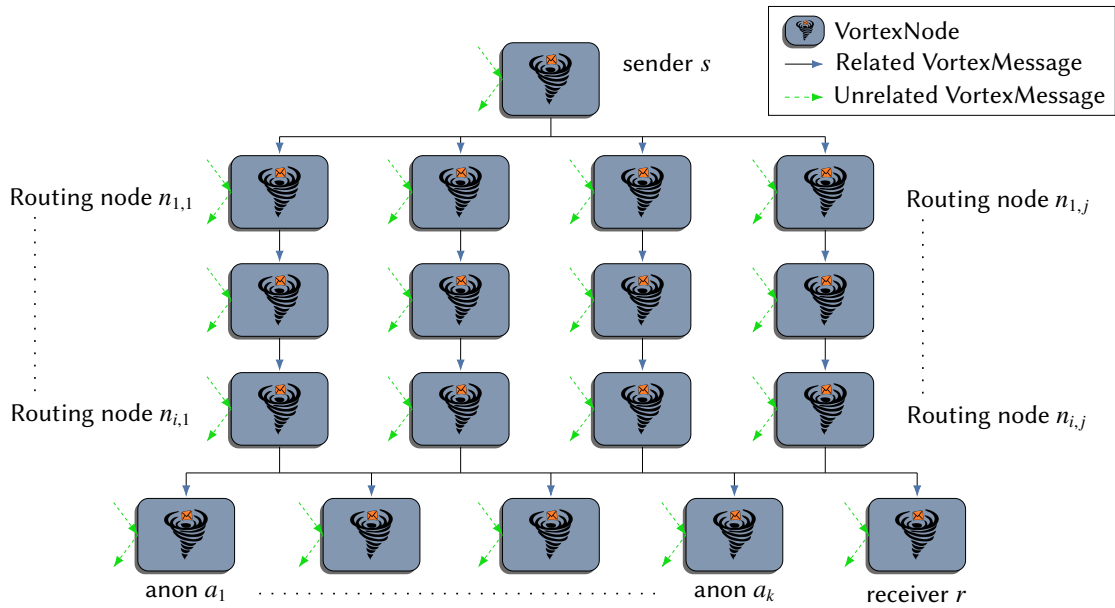 VortexNode
sender s
Related VortexMessage
Unrelated VortexMessage
Routing node n1,1
Routing node n1,j
Routing node ni,1
Routing node ni,j
anon a1
anon ak
receiver r